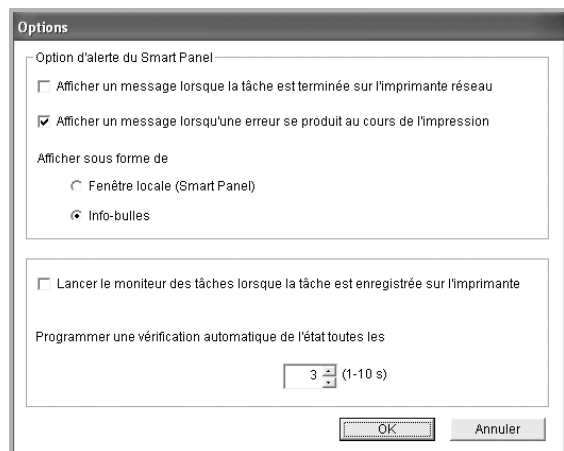 Options
Option d'alerte du Smart Panel
Afficher un message lorsque la tâche est terminée sur l'imprimante réseau
Afficher un message lorsqu'une erreur se produit au cours de l'impression
Afficher sous forme de
Fenêtre locale (Smart Panel)
Info-bulles
Lancer le moniteur des tâches lorsque la tâche est enregistrée sur l'imprimante
Programmer une vérification automatique de l'état toutes les
3 (1-10 s)
OK Annuler